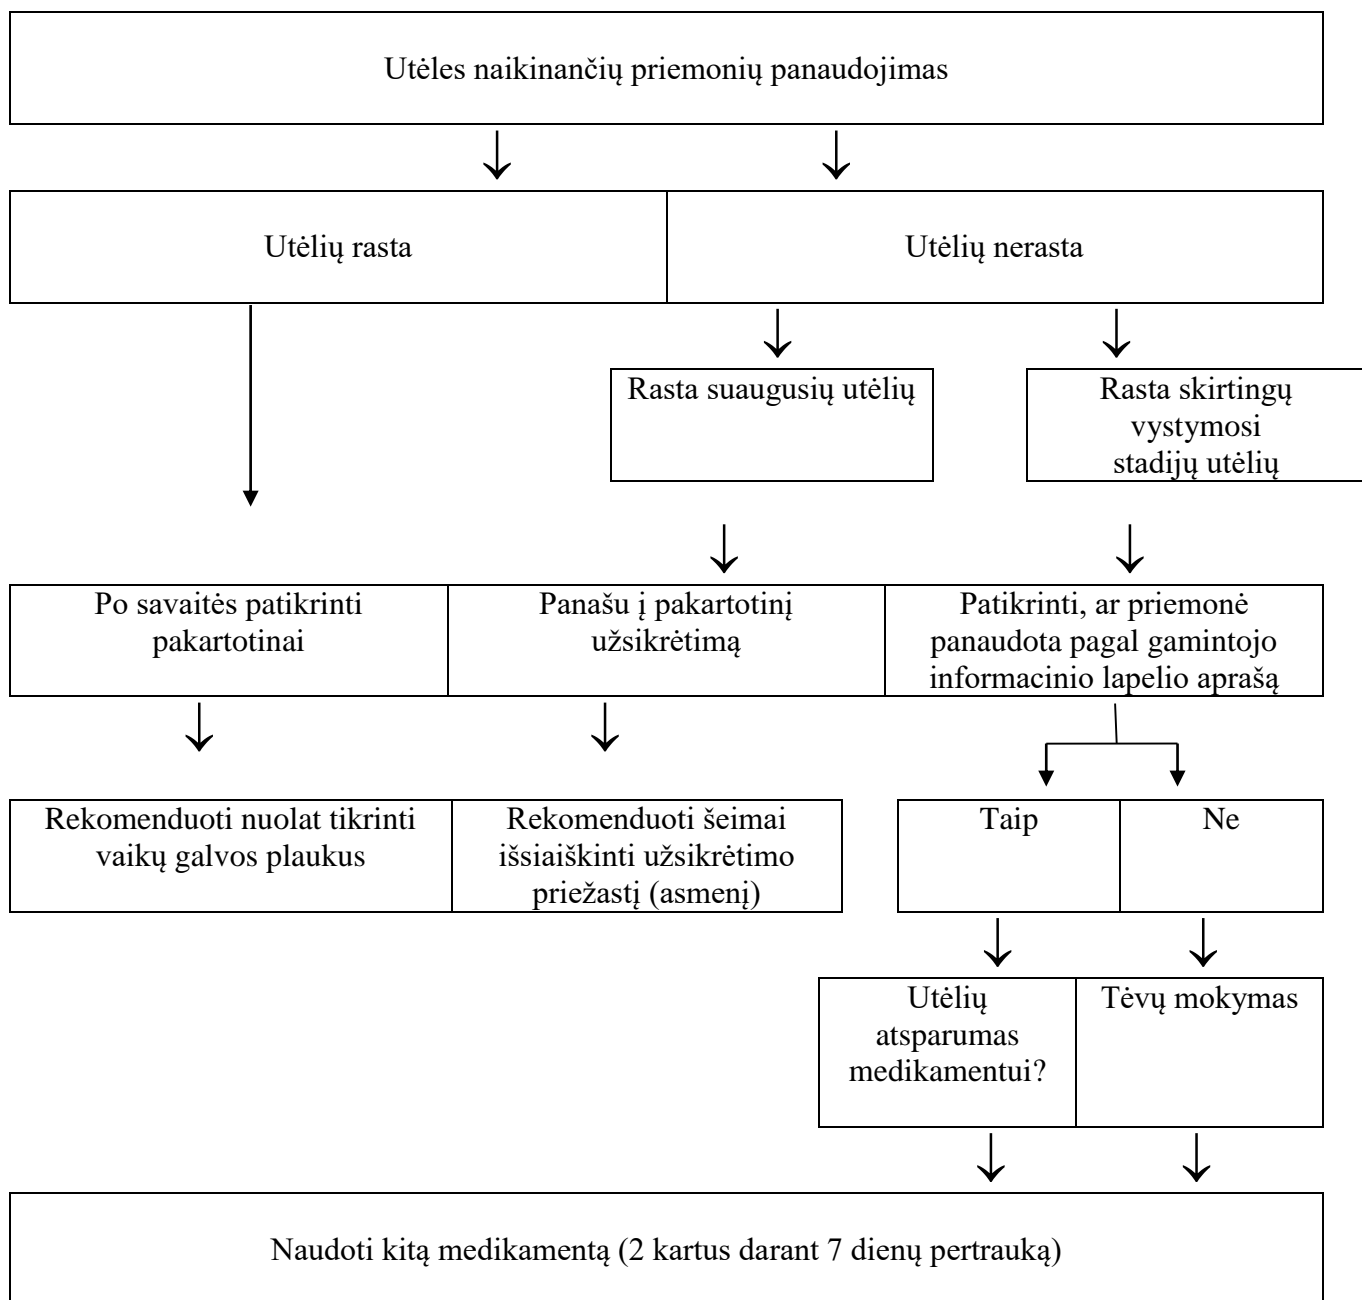 Utėles naikinančių priemonių panaudojimas
Utėlių rasta
Utėlių nerasta
Rasta suaugusių utėlių
Rasta skirtingų
vystymosi
stadijų utėlių
Po savaitės patikrinti
pakartotinai
Panašu į pakartotinį
užsikrėtimą
Patikrinti, ar priemonė
panaudota pagal gamintojo
informacinio lapelio aprašą
Rekomenduoti nuolat tikrinti
vaikų galvos plaukus
Rekomenduoti šeimai
išsiaiškinti užsikrėtimo
priežastį (asmenį)
Taip
Ne
Utėlių
atsparumas
medikamentui?
Tėvų mokymas
Naudoti kitą medikamentą (2 kartus darant 7 dienų pertrauką)